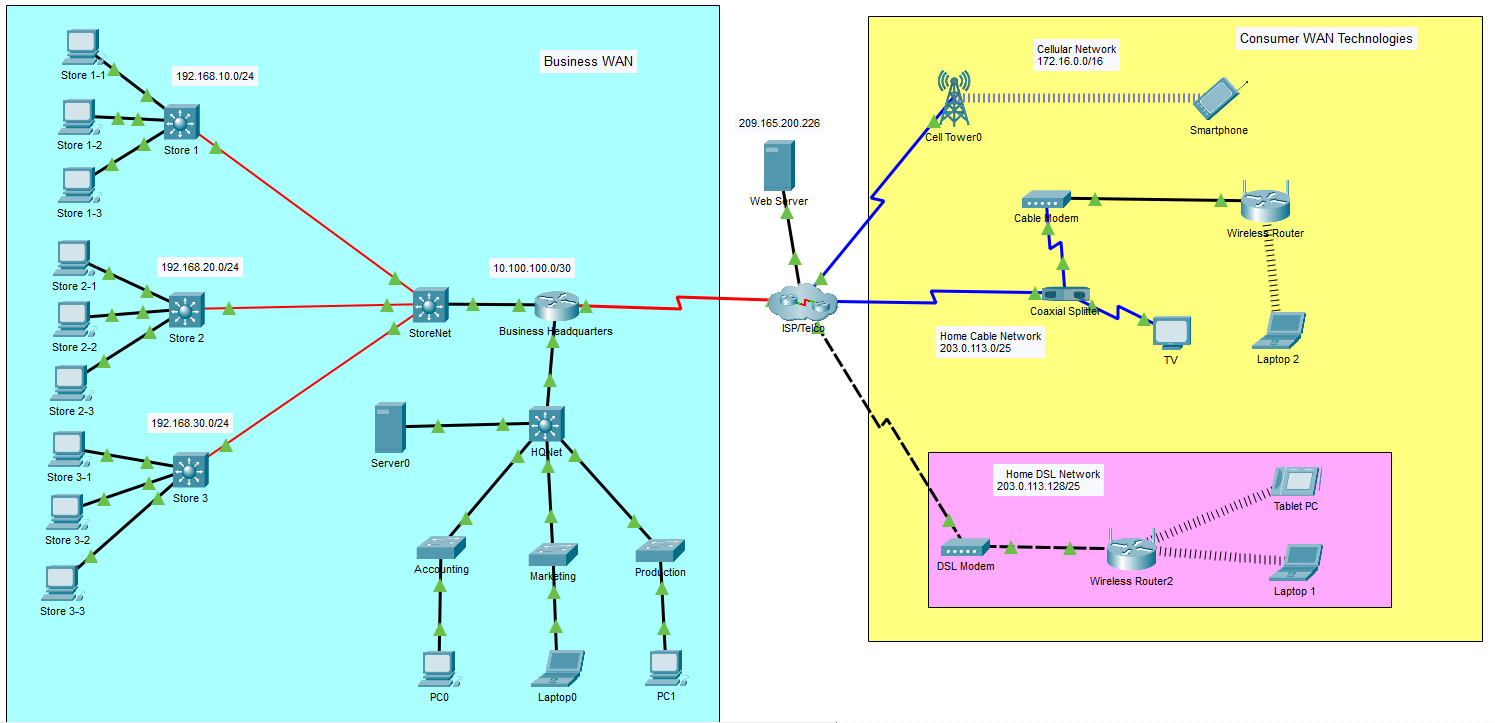 Business WAN
Store 1-1
192.168.10.0/24
Store 1-2
Store 1
Store 1-3
192.168.20.0/24
Store 2-1
Store 2-2
Store 2
Store 2-3
192.168.30.0/24
Store 3-1
Store 3
Store 3-2
Store 3-3
StoreNet
10.100.100.0/30
Business Headquarters
Server0
HQNet
Accounting
Marketing
Production
PC0
Laptop0
PC1
209.165.200.226
Web Server
ISP/Telco
Consumer WAN Technologies
Cellular Network
172.16.0.0/16
Cell Tower0
Smartphone
Cable Modem
Wireless Router
Coaxial Splitter
Home Cable Network
203.0.113.0/25
TV
Laptop 2
Home DSL Network
203.0.113.128/25
Tablet PC
DSL Modem
Wireless Router2
Laptop 1